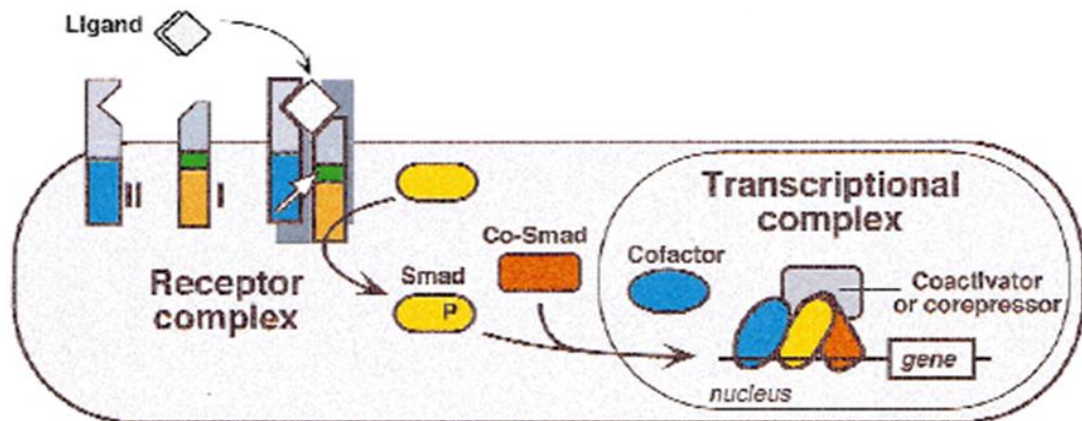 Ligand
II
I
Receptor
complex
Smad
P
Co-Smad
Transcriptional
complex
Cofactor
Coactivator
or corepressor
gene
nucleus